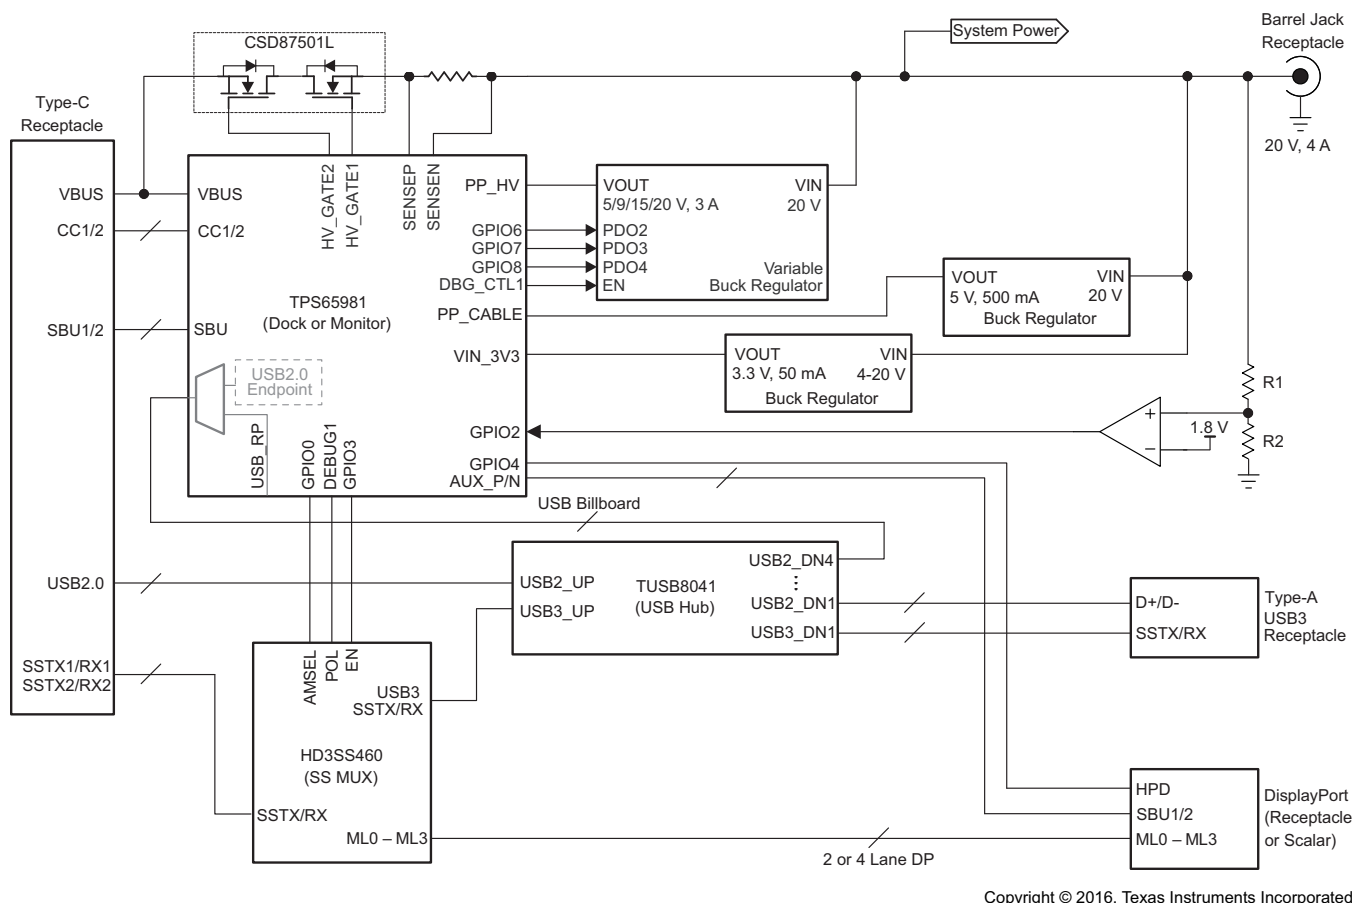 System Power
Barrel Jack
Receptacle
20 V, 4 A
CSD87501L
Type-C
Receptacle
VBUS
CC1/2
SBU1/2
USB2.0
SSTX1/RX1
SSTX2/RX2
VBUS
CC1/2
SBU
HV_GATE2
HV_GATE1
SENSEP
SENSEN
TPS65981
(Dock or Monitor)
USB2.0
Endpoint
USB_RP
GPIO0
DEBUG1
GPIO3
PP_HV
GPIO6
GPIO7
GPIO8
DBG_CTL1
PP_CABLE
VIN_3V3
GPIO2
GPIO4
AUX_P/N
VOUT
5/9/15/20 V, 3 A
VIN
20 V
PDO2
PDO3
PDO4
EN
Variable
Buck Regulator
VOUT
5 V, 500 mA
VIN
20 V
Buck Regulator
VOUT
3.3 V, 50 mA
VIN
4-20 V
Buck Regulator
R1
R2
+
–
1.8 V
USB Billboard
USB2_UP
USB3_UP
TUSB8041
(USB Hub)
USB2_DN4
USB2_DN1
USB3_DN1
D+/D-
SSTX/RX
Type-A
USB3
Receptacle
AMSEL
POL
EN
USB3
SSTX/RX
HD3SS460
(SS MUX)
SSTX/RX
ML0 – ML3
2 or 4 Lane DP
HPD
SBU1/2
ML0 – ML3
DisplayPort
(Receptacle
or Scalar)
Copyright © 2016, Texas Instruments Incorporated